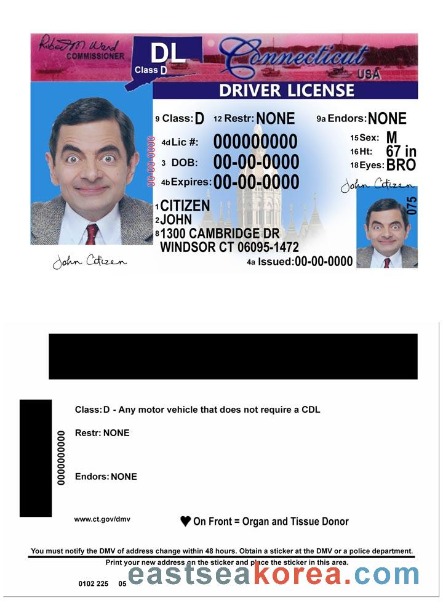 Robert M. Ward
COMMISSIONER
DL
Class D
Connecticut
USA
DRIVER LICENSE
9 Class: D 12 Restr: NONE 9a Endors: NONE
4d Lic #: 000000000
15 Sex: M
3 DOB: 00-00-0000
16 Ht: 67 in
4b Expires: 00-00-0000
18 Eyes: BRO
1 CITIZEN
2 JOHN
8 1300 CAMBRIDGE DR
WINDSOR CT 06095-1472
4a Issued: 00-00-0000
John Citizen
John Citizen
075
Class: D - Any motor vehicle that does not require a CDL
Restr: NONE
0000000000
Endors: NONE
www.ct.gov/dmv
♥ On Front = Organ and Tissue Donor
You must notify the DMV of address change within 48 hours. Obtain a sticker at the DMV or a police department.
Print your new address on the sticker and place the sticker in this area.
0102 225 05
eastseakorea.com